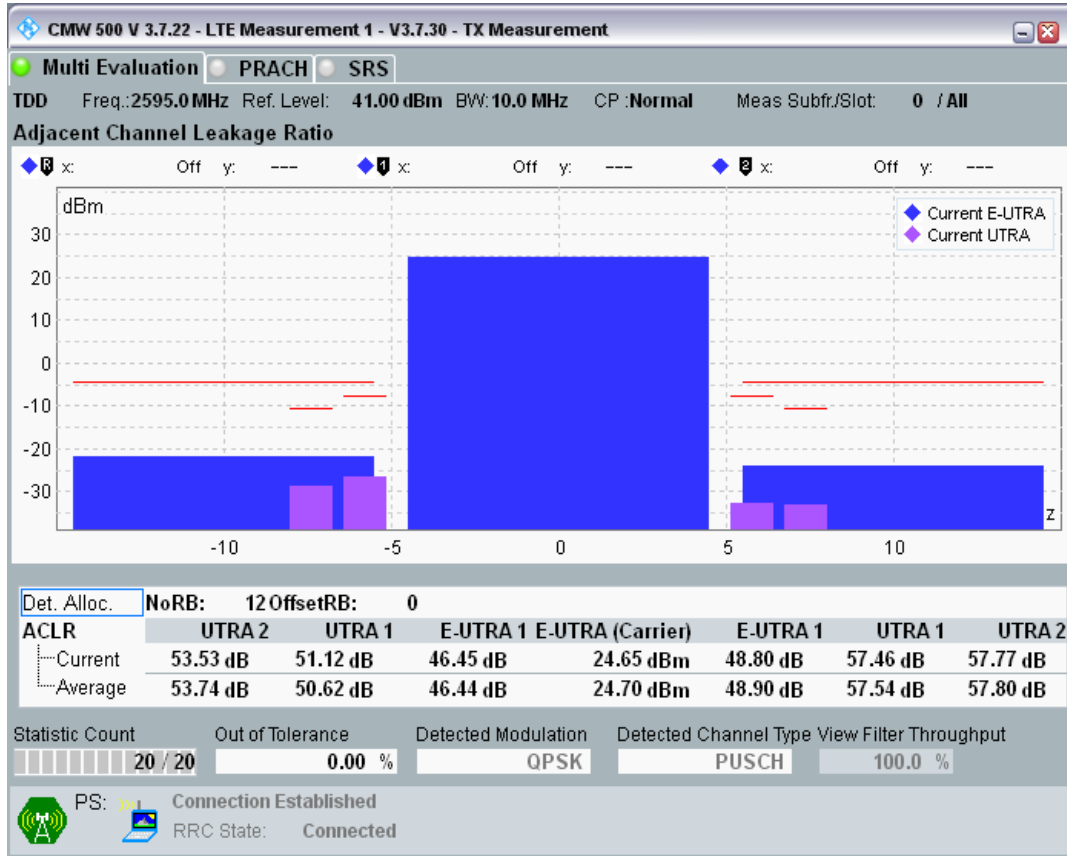 CMW 500 V 3.7.22 - LTE Measurement 1 - V3.7.30 - TX Measurement
Multi Evaluation PRACH SRS
TDD Freq.:2595.0 MHz Ref. Level: 41.00 dBm BW:10.0 MHz CP :Normal Meas Subfr./Slot: 0 / All
Adjacent Channel Leakage Ratio
R x: Off y: --- 1 x: Off y: --- 2 x: Off y: ---
dBm
Current E-UTRA
Current UTRA
30
20
10
0
-10
-20
-30
z
-10 -5 0 5 10
Det. Alloc. NoRB: 12 OffsetRB: 0
ACLR UTRA 2 UTRA 1 E-UTRA 1 E-UTRA (Carrier) E-UTRA 1 UTRA 1 UTRA 2
Current 53.53 dB 51.12 dB 46.45 dB 24.65 dBm 48.80 dB 57.46 dB 57.77 dB
Average 53.74 dB 50.62 dB 46.44 dB 24.70 dBm 48.90 dB 57.54 dB 57.80 dB
Statistic Count Out of Tolerance Detected Modulation Detected Channel Type View Filter Throughput
20 / 20 0.00 % QPSK PUSCH 100.0 %
PS: Connection Established
RRC State: Connected